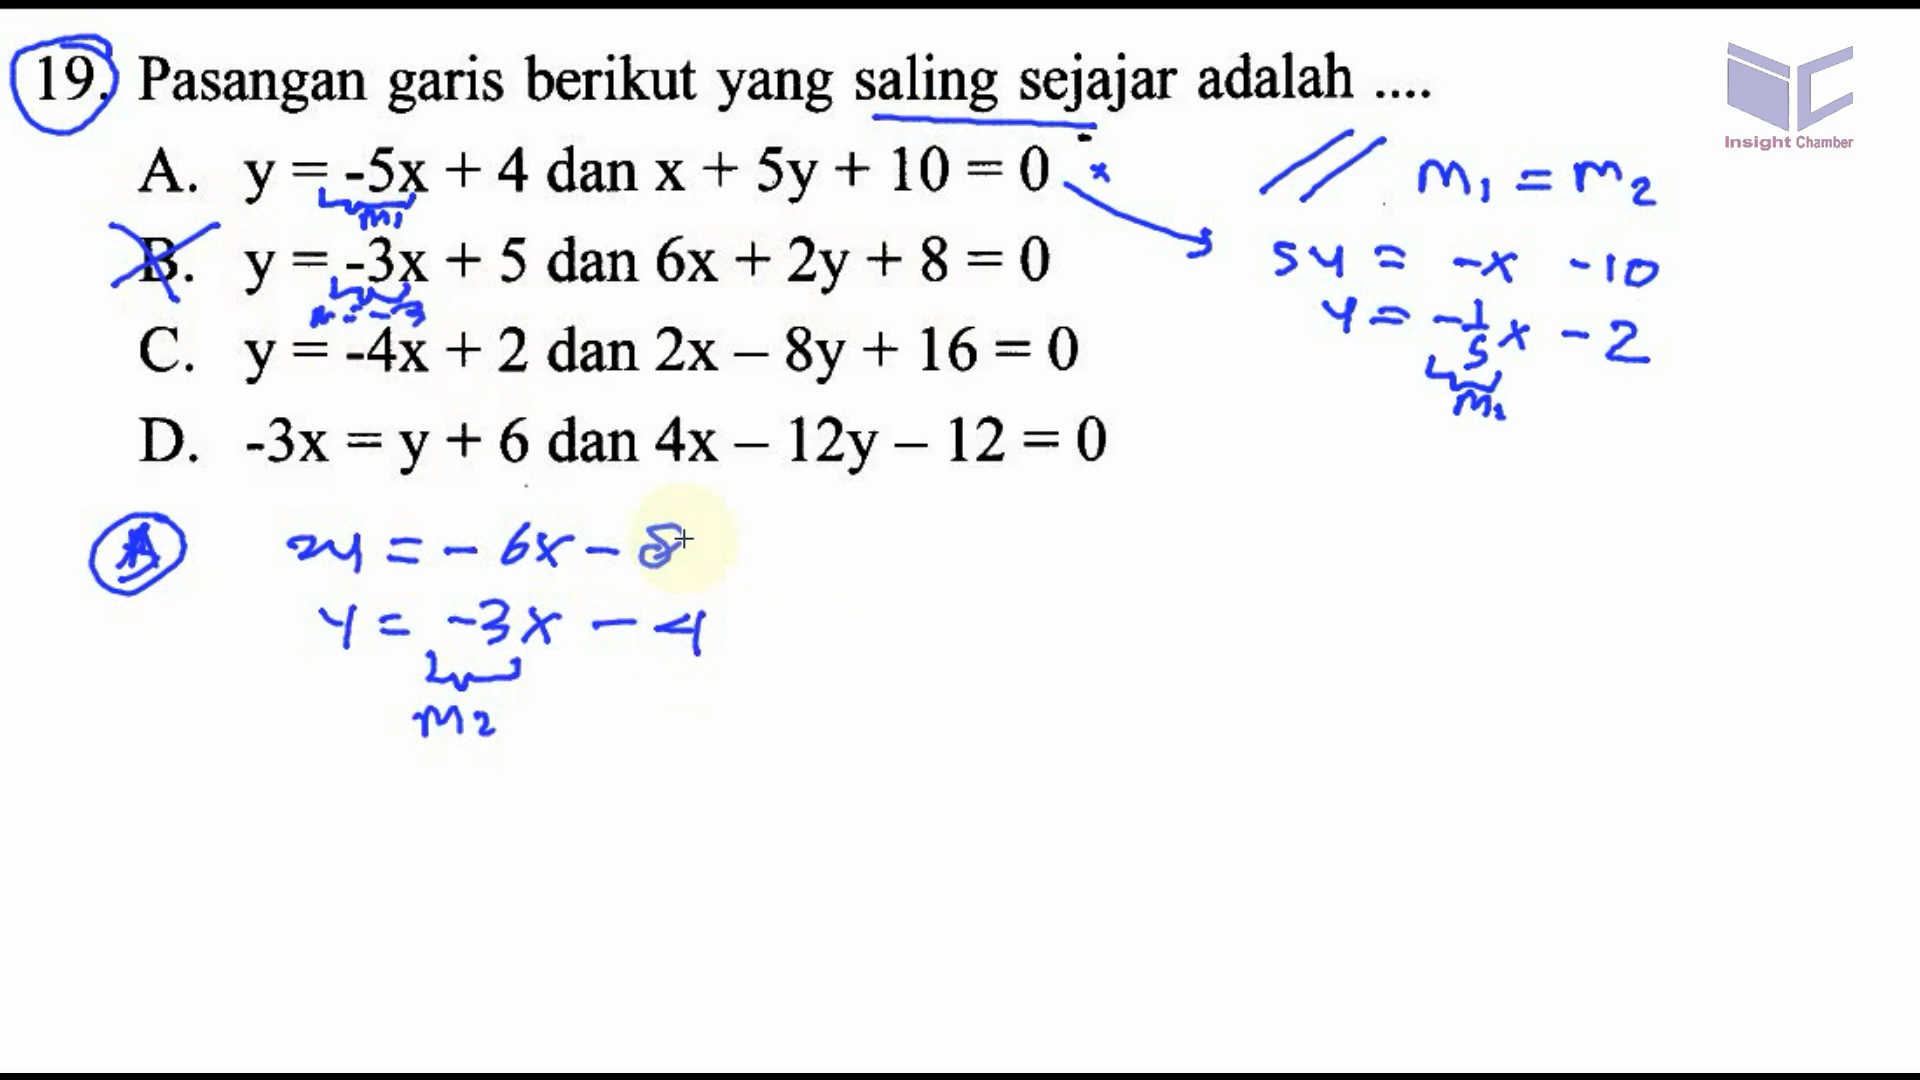 19. Pasangan garis berikut yang saling sejajar adalah ....
A. y = -5x + 4 dan x + 5y + 10 = 0 x
m1
B. y = -3x + 5 dan 6x + 2y + 8 = 0
m = -3
C. y = -4x + 2 dan 2x – 8y + 16 = 0
D. -3x = y + 6 dan 4x – 12y – 12 = 0
Insight Chamber
// m1 = m2
5y = -x - 10
y = -1/5 x - 2
m2
2y = -6x - 8
y = -3x - 4
m2